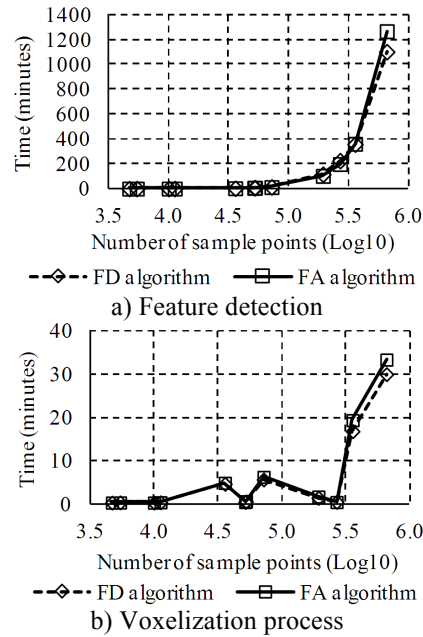 1400
1200
1000
800
600
400
200
0
Time (minutes)
3.5 4.0 4.5 5.0 5.5 6.0
Number of sample points (Log10)
FD algorithm FA algorithm
a) Feature detection
40
30
20
10
0
Time (minutes)
3.5 4.0 4.5 5.0 5.5 6.0
Number of sample points (Log10)
FD algorithm FA algorithm
b) Voxelization process